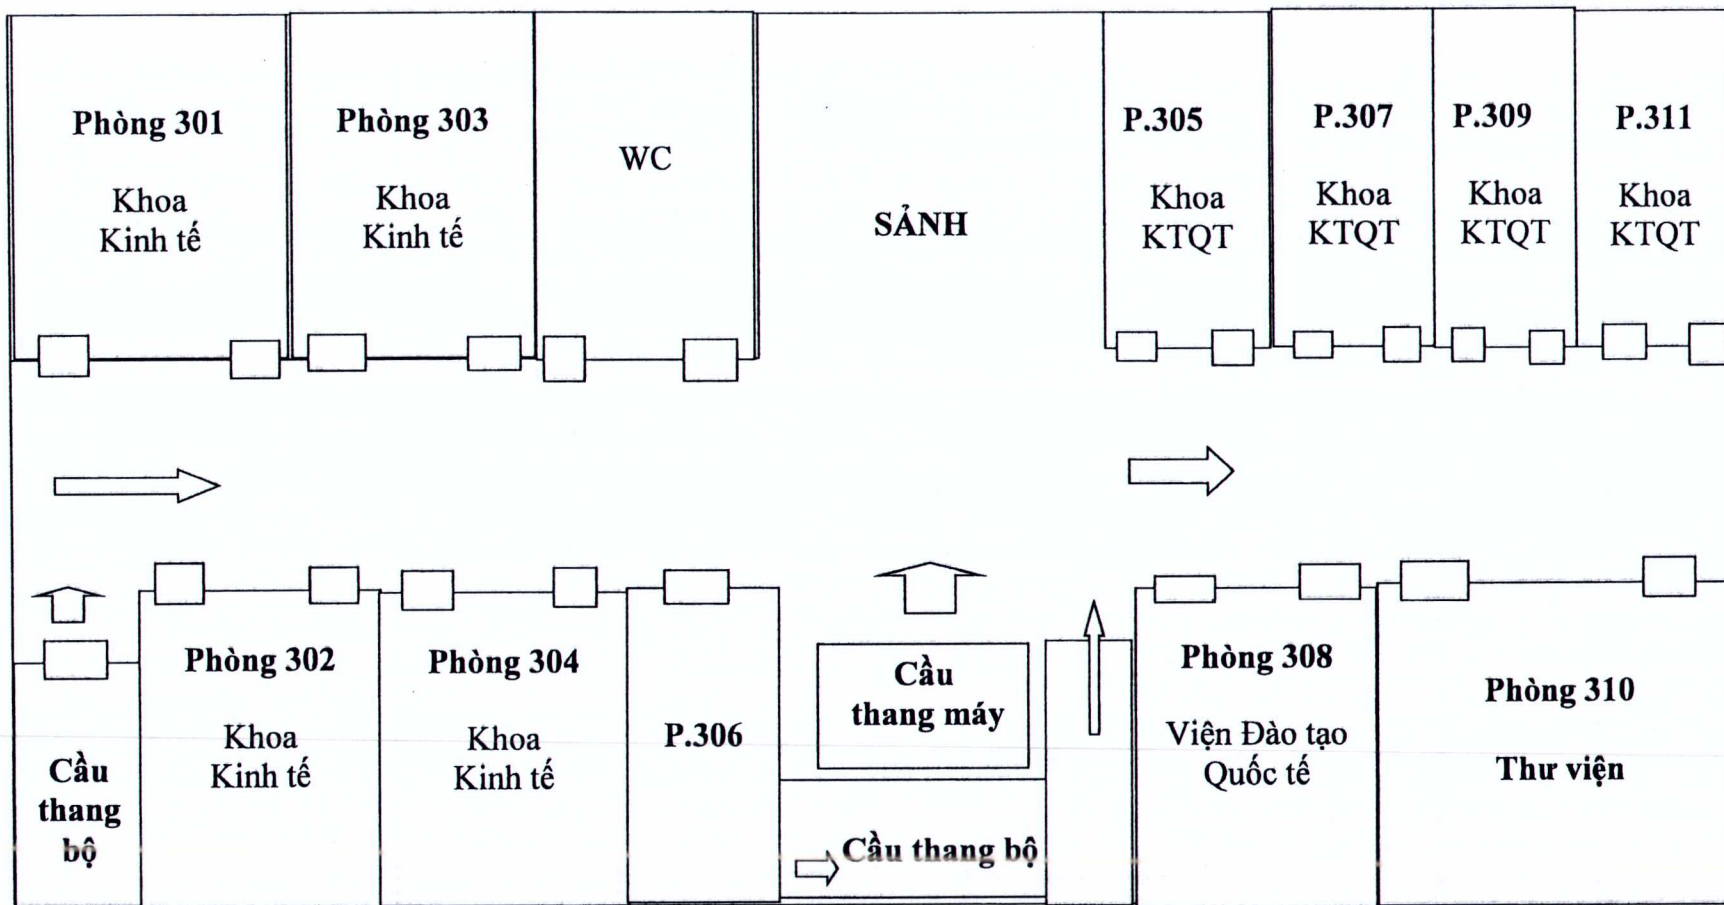 Phòng 301
Khoa
Kinh tế
Phòng 303
Khoa
Kinh tế
WC
SẢNH
P.305
Khoa
KTQT
P.307
Khoa
KTQT
P.309
Khoa
KTQT
P.311
Khoa
KTQT
Cầu
thang
bộ
Phòng 302
Khoa
Kinh tế
Phòng 304
Khoa
Kinh tế
P.306
Cầu
thang máy
Cầu thang bộ
Phòng 308
Viện Đào tạo
Quốc tế
Phòng 310
Thư viện